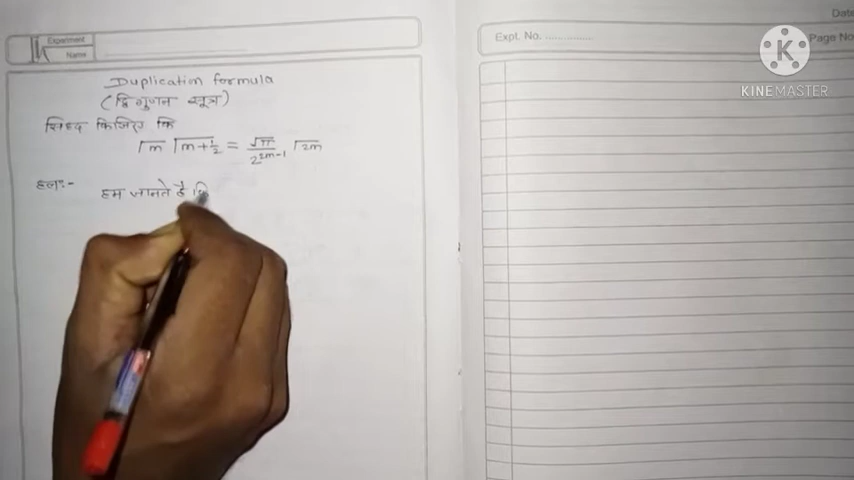 Experiment
Name
Duplication formula
(द्विगुणन सूत्र)
सिद्ध किजिए कि
Γm Γm+1/2 = √π/2^2m-1 Γ2m
हल:- हम जानते है कि
Expt. No. ...............
Date
Page No
KINEMASTER